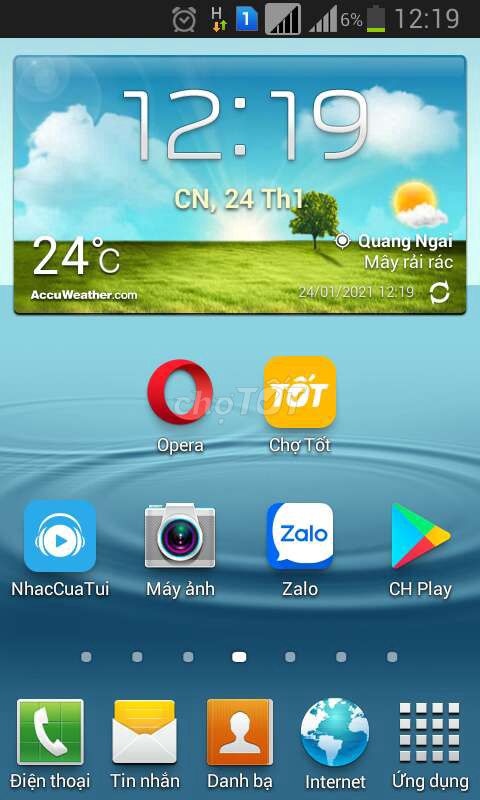 H 1 6% 12:19
12:19
CN, 24 Th1
24°C
Quang Ngai
Mây rải rác
AccuWeather.com
24/01/2021 12:19
TỐT
chợTỐT
Opera
Chợ Tốt
Zalo
NhacCuaTui
Máy ảnh
Zalo
CH Play
Điện thoại
Tin nhắn
Danh bạ
Internet
Ứng dụng